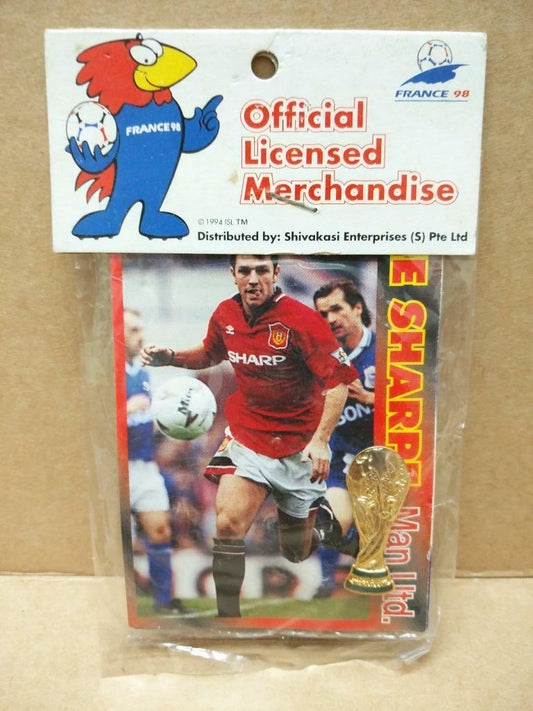 FRANCE 98
FRANCE 98
Official
Licensed
Merchandise
© 1994 ISL TM
Distributed by: Shivakasi Enterprises (S) Pte Ltd
E SHARPE
Man Utd.
umbro
SHARP